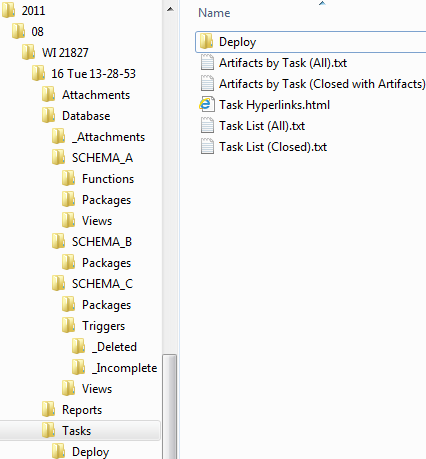 2011
08
WI 21827
16 Tue 13-28-53
Attachments
Database
_Attachments
SCHEMA_A
Functions
Packages
Views
SCHEMA_B
Packages
SCHEMA_C
Packages
Triggers
_Deleted
_Incomplete
Views
Reports
Tasks
Deploy
Name
Deploy
Artifacts by Task (All).txt
Artifacts by Task (Closed with Artifacts)
Task Hyperlinks.html
Task List (All).txt
Task List (Closed).txt